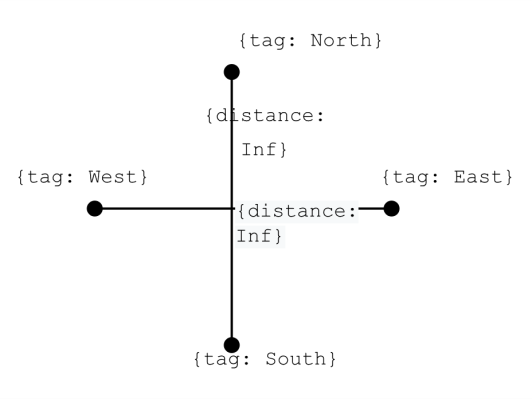 {tag: North}
{distance:
Inf}
{tag: West}
{tag: East}
{distance:
Inf}
{tag: South}